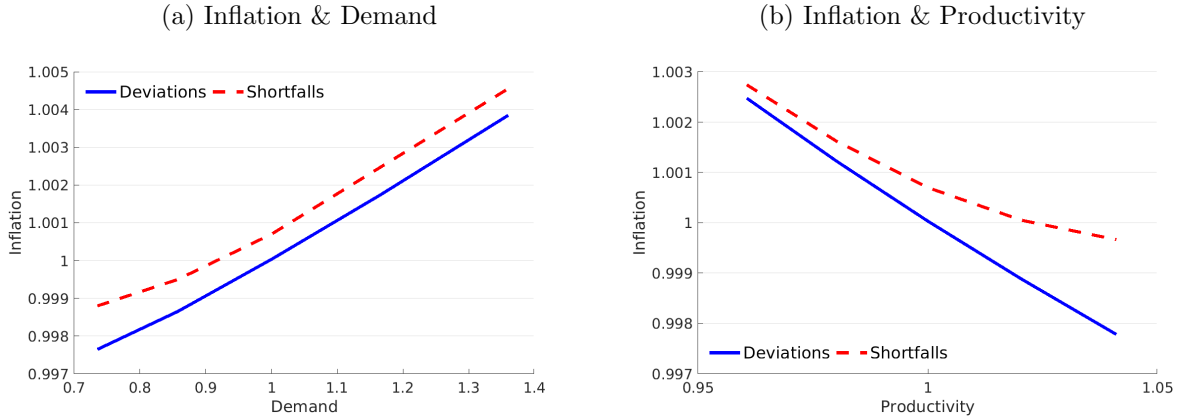 (a) Inflation & Demand
1.005
1.004
1.003
1.002
1.001
1
0.999
0.998
0.997
Inflation
Deviations Shortfalls
0.7 0.8 0.9 1 1.1 1.2 1.3 1.4
Demand
(b) Inflation & Productivity
1.003
1.002
1.001
1
0.999
0.998
0.997
Inflation
Deviations Shortfalls
0.95 1 1.05
Productivity